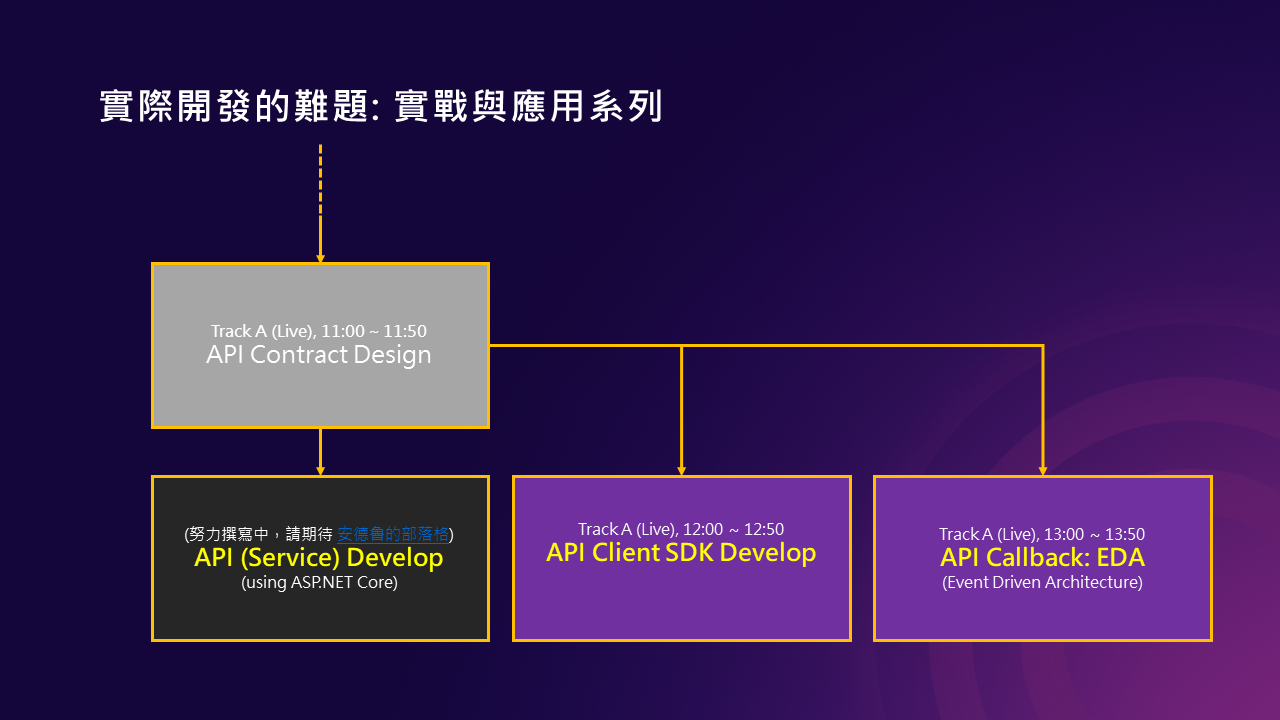 實際開發的難題: 實戰與應用系列
Track A (Live), 11:00 ~ 11:50
API Contract Design
(努力撰寫中，請期待 安德魯的部落格)
API (Service) Develop
(using ASP.NET Core)
Track A (Live), 12:00 ~ 12:50
API Client SDK Develop
Track A (Live), 13:00 ~ 13:50
API Callback: EDA
(Event Driven Architecture)